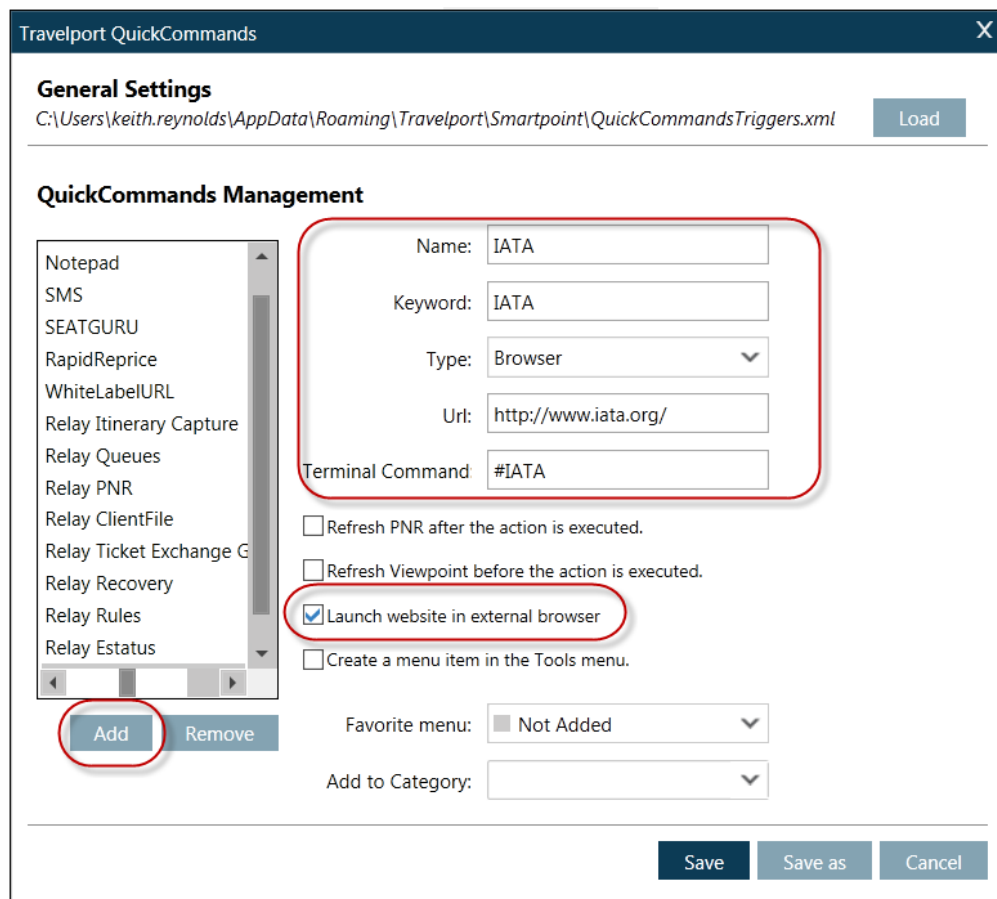 Travelport QuickCommands X
General Settings
C:\Users\keith.reynolds\AppData\Roaming\Travelport\Smartpoint\QuickCommandsTriggers.xml
Load
QuickCommands Management
Notepad
SMS
SEATGURU
RapidReprice
WhiteLabelURL
Relay Itinerary Capture
Relay Queues
Relay PNR
Relay ClientFile
Relay Ticket Exchange G
Relay Recovery
Relay Rules
Relay Estatus
Add Remove
Name: IATA
Keyword: IATA
Type: Browser
Url: http://www.iata.org/
Terminal Command: #IATA
Refresh PNR after the action is executed.
Refresh Viewpoint before the action is executed.
Launch website in external browser
Create a menu item in the Tools menu.
Favorite menu: Not Added
Add to Category:
Save Save as Cancel